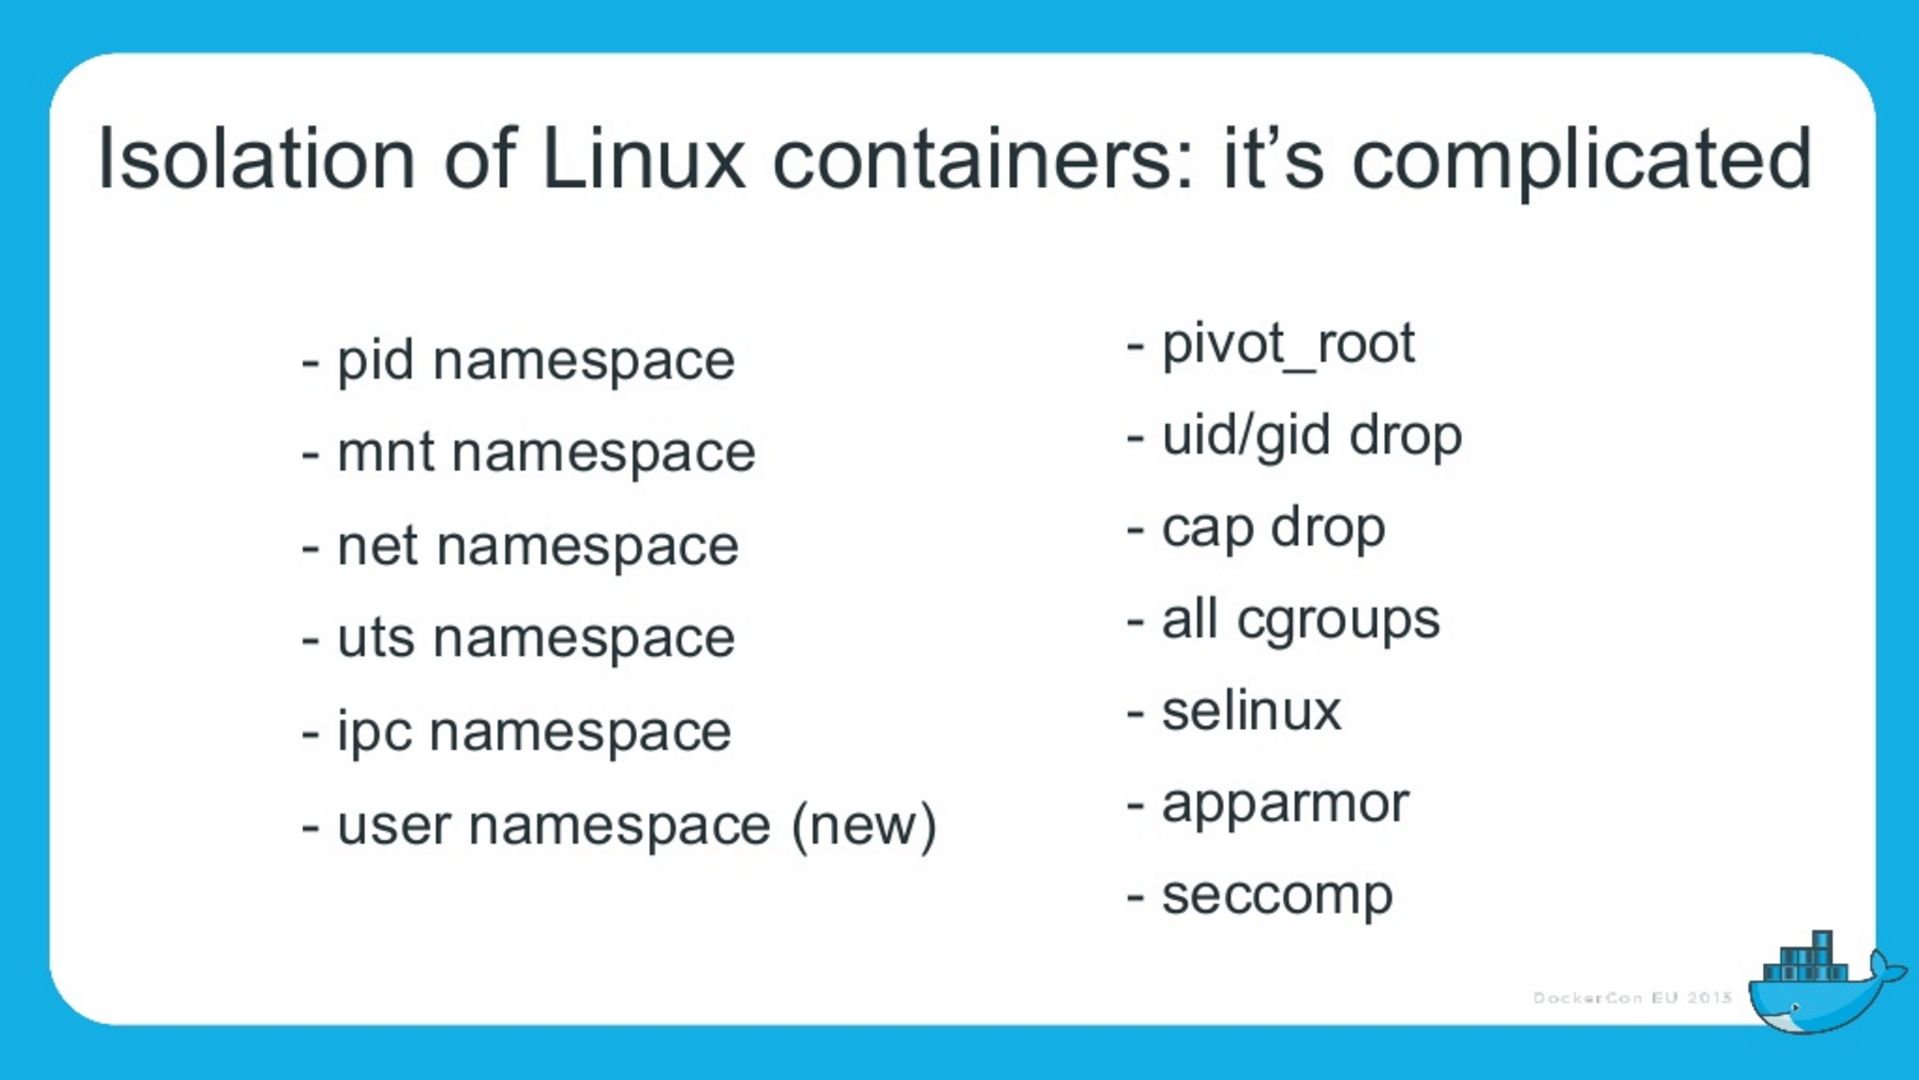 Isolation of Linux containers: it’s complicated
- pid namespace
- mnt namespace
- net namespace
- uts namespace
- ipc namespace
- user namespace (new)
- pivot_root
- uid/gid drop
- cap drop
- all cgroups
- selinux
- apparmor
- seccomp
DockerCon EU 2015